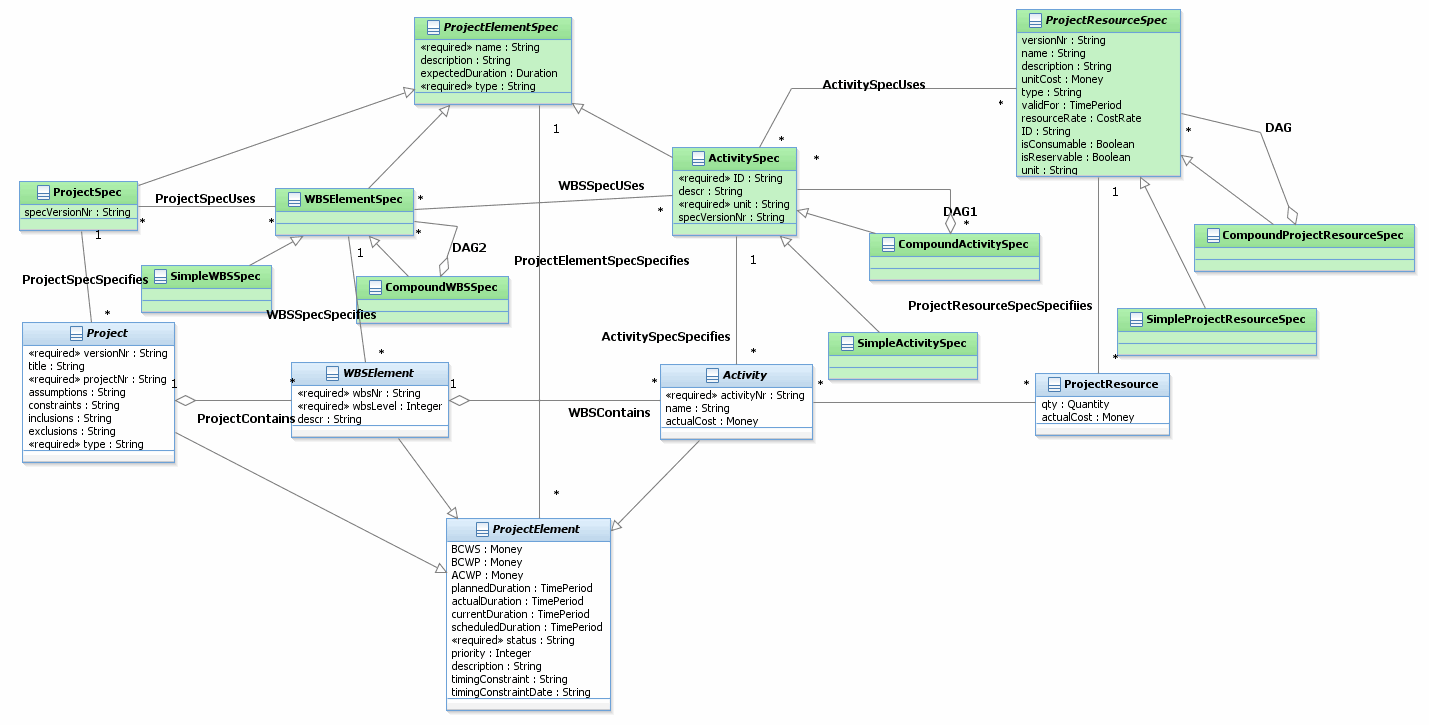 ProjectElementSpec
«required» name : String
description : String
expectedDuration : Duration
«required» type : String
ProjectResourceSpec
versionNr : String
name : String
description : String
unitCost : Money
type : String
validFor : TimePeriod
resourceRate : CostRate
ID : String
isConsumable : Boolean
isReservable : Boolean
unit : String
ActivitySpecUses
*
*
1
*
*
DAG
ActivitySpec
«required» ID : String
descr : String
«required» unit : String
specVersionNr : String
ProjectSpec
specVersionNr : String
ProjectSpecUses
*
*
WBSElementSpec
*
*
WBSSpecUSes
*
1
DAG1
*
1
1
1
DAG2
CompoundActivitySpec
CompoundProjectResourceSpec
SimpleWBSSpec
CompoundWBSSpec
ProjectElementSpecSpecifies
1
ProjectSpecSpecifies
*
WBSSpecSpecifies
*
ProjectResourceSpecSpecifiies
*
SimpleProjectResourceSpec
ActivitySpecSpecifies
*
SimpleActivitySpec
Project
«required» versionNr : String
title : String
«required» projectNr : String
assumptions : String
constraints : String
inclusions : String
exclusions : String
«required» type : String
1
*
ProjectContains
WBSElement
«required» wbsNr : String
«required» wbsLevel : Integer
descr : String
1
*
WBSContains
Activity
«required» activityNr : String
name : String
actualCost : Money
*
*
ProjectResource
qty : Quantity
actualCost : Money
*
ProjectElement
BCWS : Money
BCWP : Money
ACWP : Money
plannedDuration : TimePeriod
actualDuration : TimePeriod
currentDuration : TimePeriod
scheduledDuration : TimePeriod
«required» status : String
priority : Integer
description : String
timingConstraint : String
timingConstraintDate : String